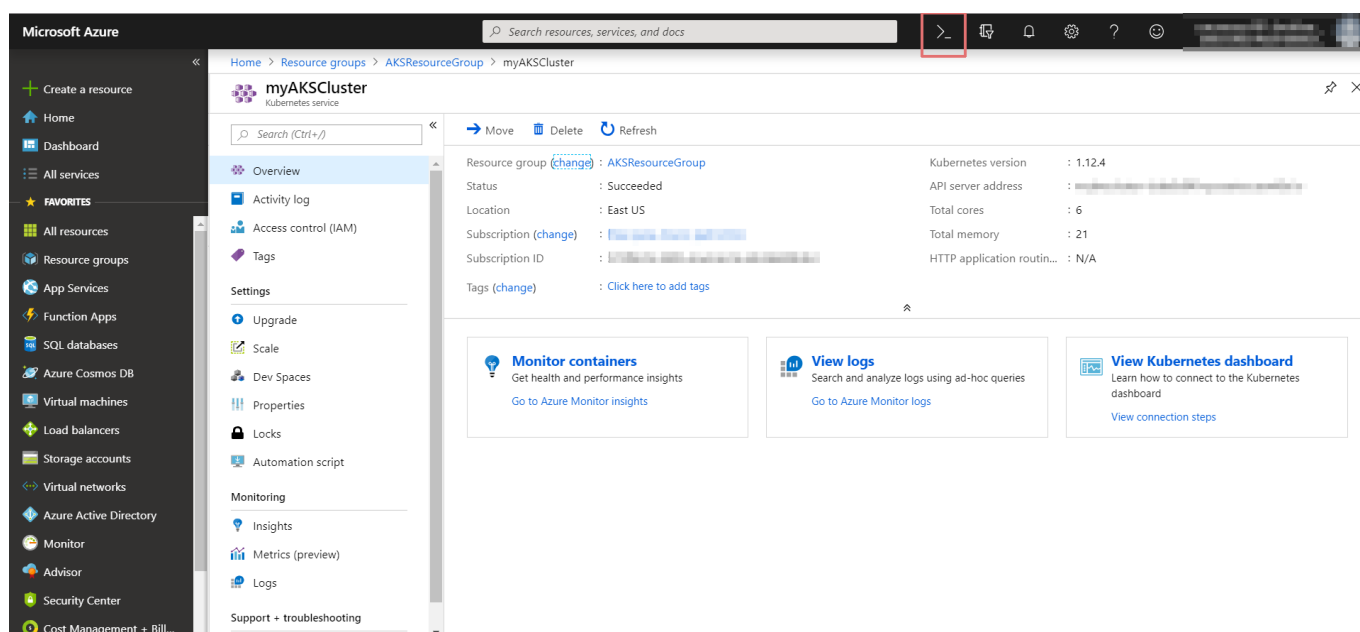 Microsoft Azure
Search resources, services, and docs
Home > Resource groups > AKSResourceGroup > myAKSCluster
Create a resource
Home
Dashboard
All services
FAVORITES
All resources
Resource groups
App Services
Function Apps
SQL databases
Azure Cosmos DB
Virtual machines
Load balancers
Storage accounts
Virtual networks
Azure Active Directory
Monitor
Advisor
Security Center
Cost Management + Bill...
myAKSCluster
Kubernetes service
Search (Ctrl+/)
Overview
Activity log
Access control (IAM)
Tags
Settings
Upgrade
Scale
Dev Spaces
Properties
Locks
Automation script
Monitoring
Insights
Metrics (preview)
Logs
Support + troubleshooting
Move Delete Refresh
Resource group (change) : AKSResourceGroup
Status : Succeeded
Location : East US
Subscription (change) :
Subscription ID :
Tags (change) : Click here to add tags
Kubernetes version : 1.12.4
API server address :
Total cores : 6
Total memory : 21
HTTP application routin... : N/A
Monitor containers
Get health and performance insights
Go to Azure Monitor insights
View logs
Search and analyze logs using ad-hoc queries
Go to Azure Monitor logs
View Kubernetes dashboard
Learn how to connect to the Kubernetes
dashboard
View connection steps